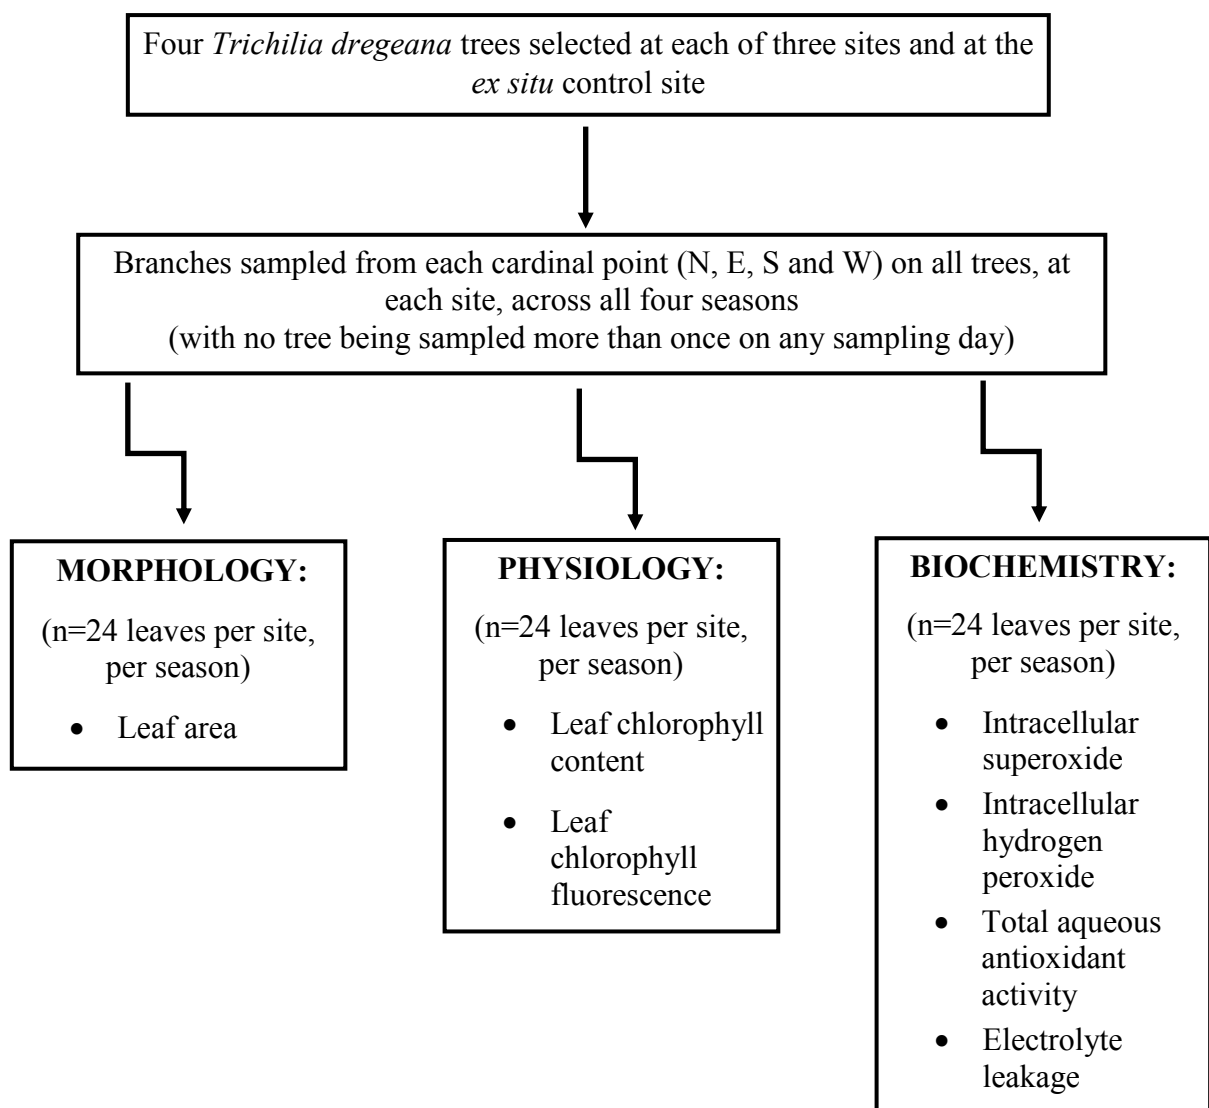 Four Trichilia dregeana trees selected at each of three sites and at the
ex situ control site
Branches sampled from each cardinal point (N, E, S and W) on all trees, at
each site, across all four seasons
(with no tree being sampled more than once on any sampling day)
MORPHOLOGY:
(n=24 leaves per site,
per season)
• Leaf area
PHYSIOLOGY:
(n=24 leaves per site,
per season)
• Leaf chlorophyll
content
• Leaf
chlorophyll
fluorescence
BIOCHEMISTRY:
(n=24 leaves per site,
per season)
• Intracellular
superoxide
• Intracellular
hydrogen
peroxide
• Total aqueous
antioxidant
activity
• Electrolyte
leakage